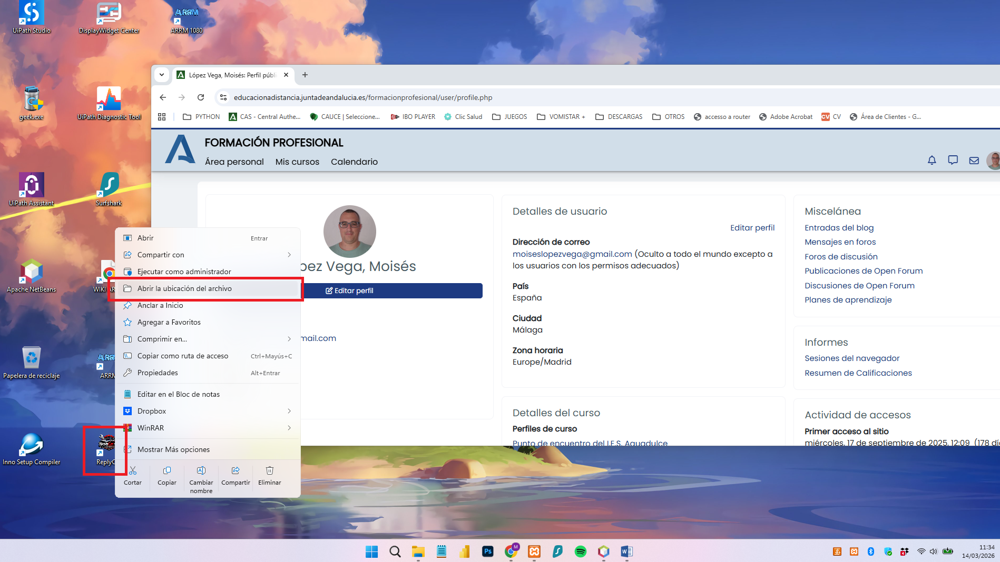 UiPath Studio
DisplayWidget Center
ARRM 1080
López Vega, Moisés: Perfil públi
educacionadistancia.juntadeandalucia.es/formacionprofesional/user/profile.php
geek.exe
UiPath Diagnostic Tool
PYTHON
CAS - Central Authe...
CAUCE | Seleccione...
IBO PLAYER
Clic Salud
JUEGOS
VOMISTAR +
DESCARGAS
OTROS
accesso a router
Adobe Acrobat
CV
Área de Clientes - G...
FORMACIÓN PROFESIONAL
Área personal
Mis cursos
Calendario
UiPath Assistant
Surfshark
Detalles de usuario
Editar perfil
Dirección de correo
moiseslopezvega@gmail.com (Oculto a todo el mundo excepto a
los usuarios con los permisos adecuados)
País
España
Ciudad
Málaga
Zona horaria
Europe/Madrid
Miscelánea
Entradas del blog
Mensajes en foros
Foros de discusión
Publicaciones de Open Forum
Discusiones de Open Forum
Planes de aprendizaje
Abrir Entrar
Compartir con
Ejecutar como administrador
Abrir la ubicación del archivo
Anclar a Inicio
Agregar a Favoritos
Comprimir en...
Copiar como ruta de acceso Ctrl+Mayús+C
Propiedades Alt+Entrar
Editar en el Bloc de notas
Dropbox
WinRAR
Mostrar Más opciones
Cortar
Copiar
Cambiar
nombre
Compartir
Eliminar
pez Vega, Moisés
Editar perfil
mail.com
Apache NetBeans
WIKI
Papelera de reciclaje
ARRM
Inno Setup Compiler
ReplyC
Detalles del curso
Perfiles de curso
Punto de encuentro del I.E.S. Aguadulce
Informes
Sesiones del navegador
Resumen de Calificaciones
Actividad de accesos
Primer acceso al sitio
miércoles, 17 de septiembre de 2025, 12:09 (178 día
11:34
14/03/2026